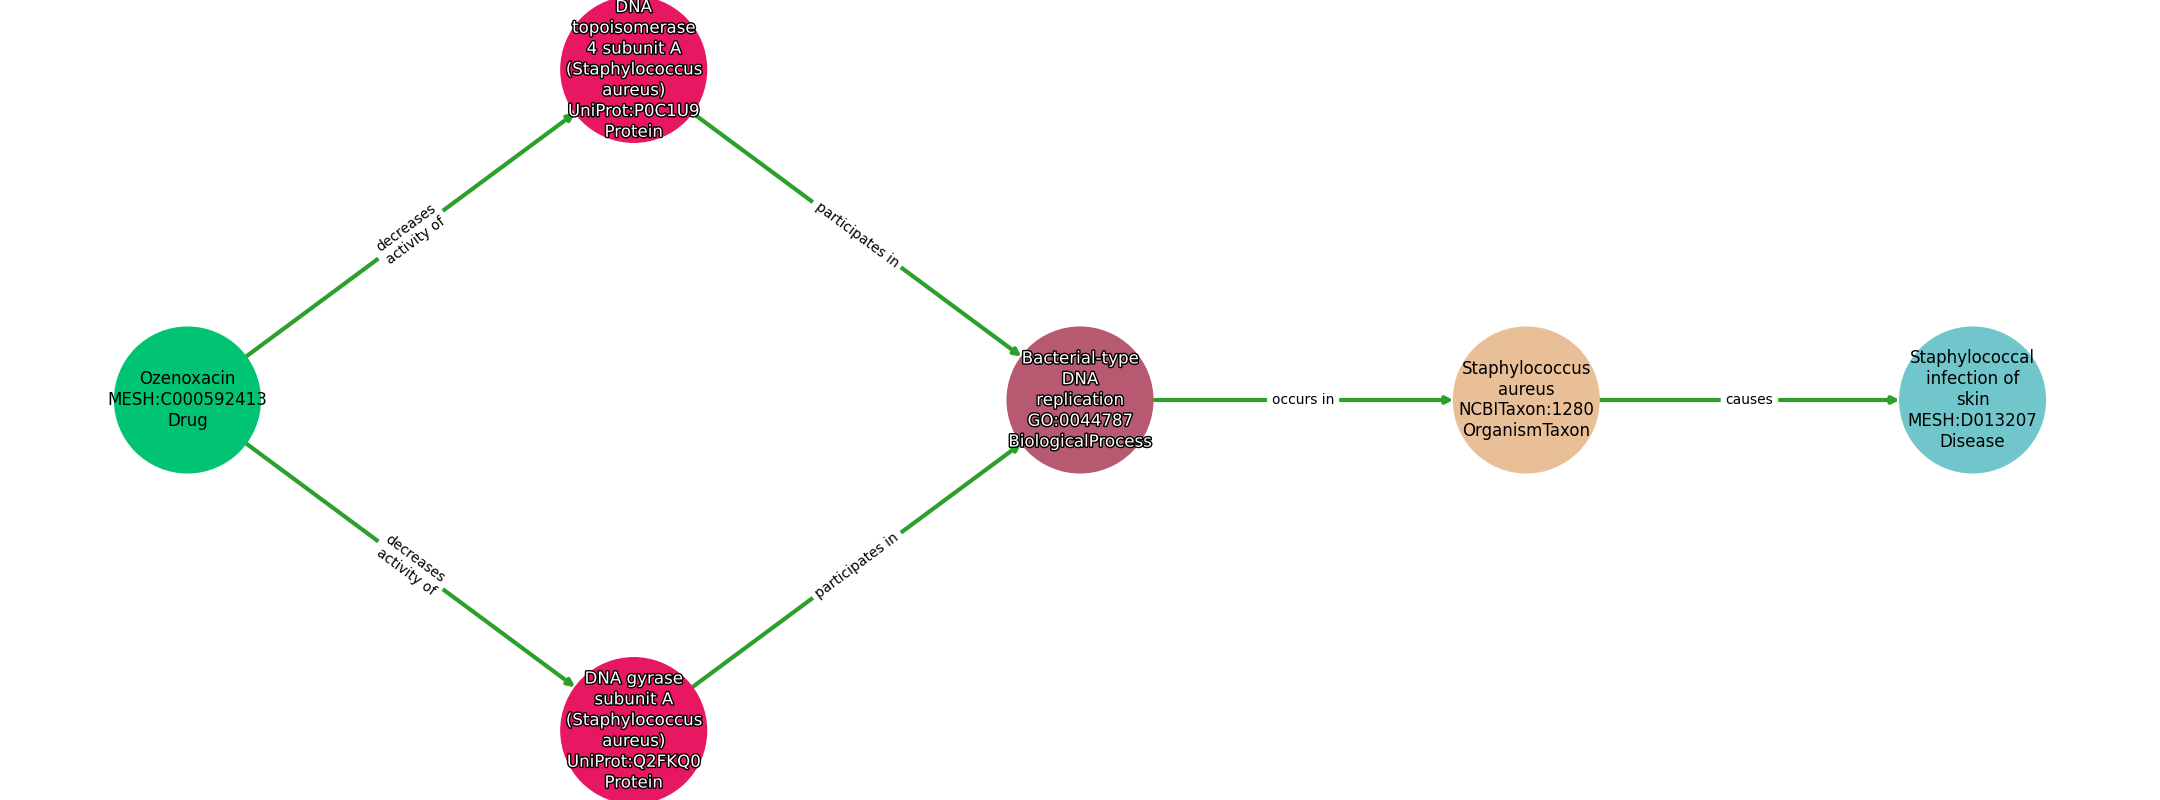 DNA
topoisomerase
4 subunit A
(Staphylococcus
aureus)
UniProt:P0C1U9
Protein
decreases
activity of
participates in
Ozenoxacin
MESH:C000592413
Drug
Bacterial-type
DNA
replication
GO:0044787
BiologicalProcess
occurs in
Staphylococcus
aureus
NCBITaxon:1280
OrganismTaxon
causes
Staphylococcal
infection of
skin
MESH:D013207
Disease
decreases
activity of
participates in
DNA gyrase
subunit A
(Staphylococcus
aureus)
UniProt:Q2FKQ0
Protein